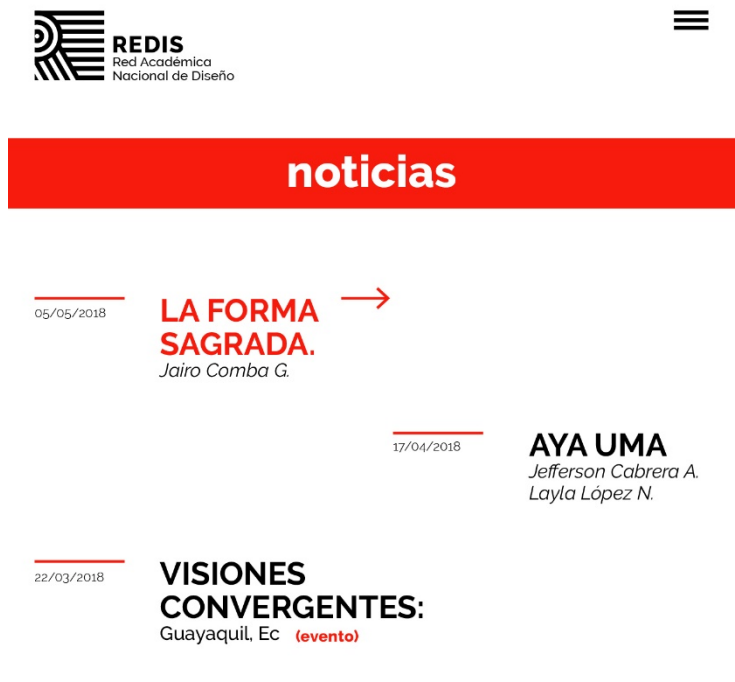 REDIS
Red Académica
Nacional de Diseño
noticias
05/05/2018
LA FORMA
SAGRADA.
Jairo Comba G.
17/04/2018
AYA UMA
Jefferson Cabrera A.
Layla López N.
22/03/2018
VISIONES
CONVERGENTES:
Guayaquil, Ec (evento)